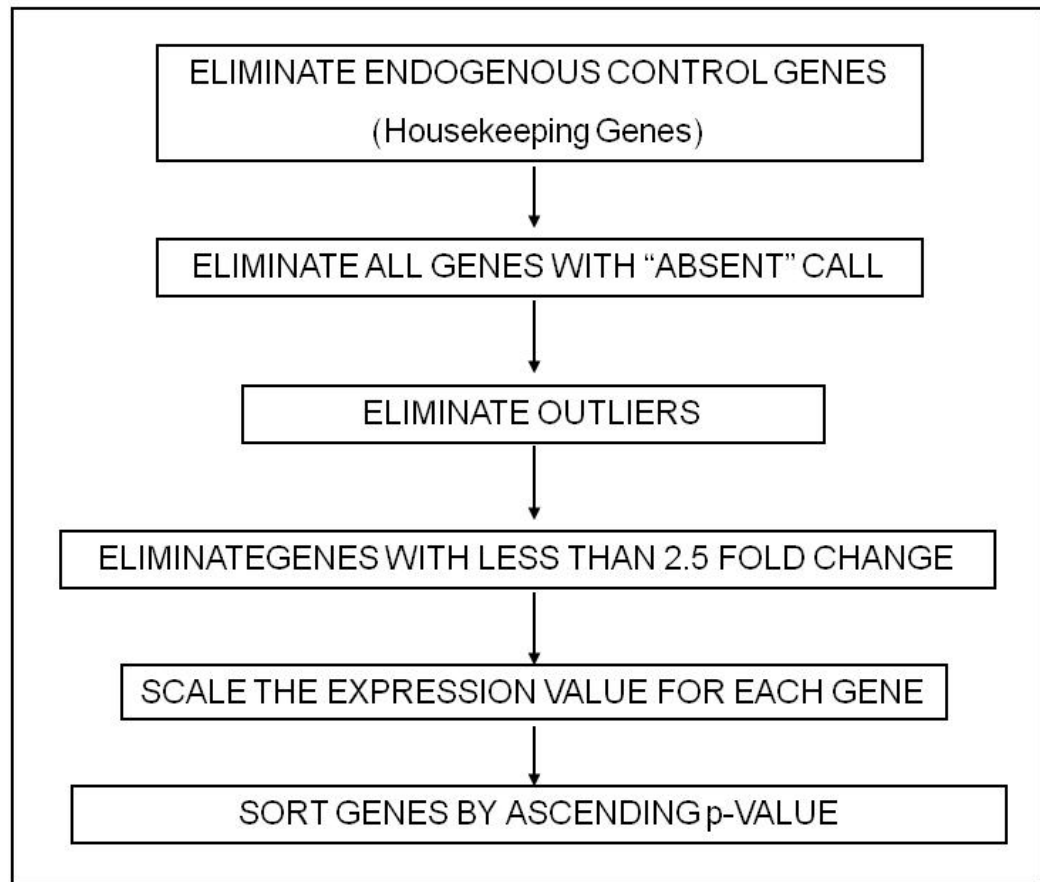 ELIMINATE ENDOGENOUS CONTROL GENES
(Housekeeping Genes)
ELIMINATE ALL GENES WITH “ABSENT” CALL
ELIMINATE OUTLIERS
ELIMINATEGENES WITH LESS THAN 2.5 FOLD CHANGE
SCALE THE EXPRESSION VALUE FOR EACH GENE
SORT GENES BY ASCENDING p-VALUE